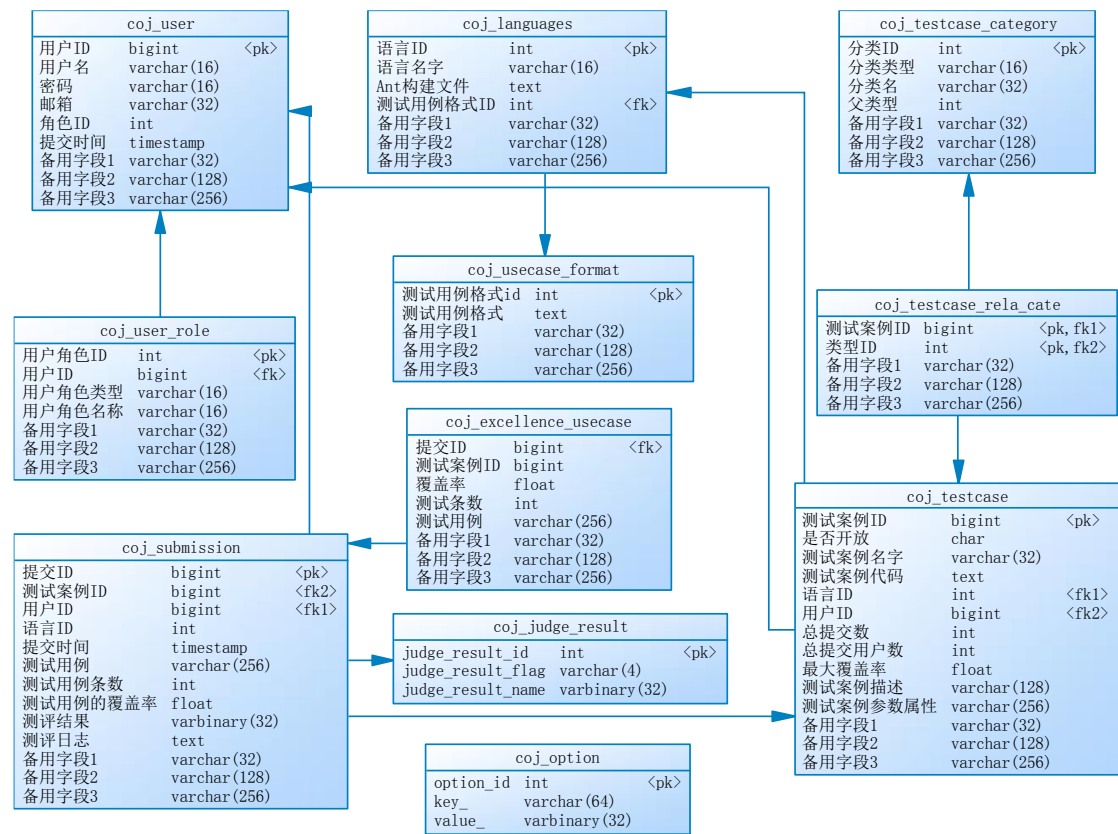 coj_user
用户ID bigint <pk>
用户名 varchar(16)
密码 varchar(16)
邮箱 varchar(32)
角色ID int
提交时间 timestamp
备用字段1 varchar(32)
备用字段2 varchar(128)
备用字段3 varchar(256)
coj_languages
语言ID int <pk>
语言名字 varchar(16)
Ant构建文件 text
测试用例格式ID int <fk>
备用字段1 varchar(32)
备用字段2 varchar(128)
备用字段3 varchar(256)
coj_testcase_category
分类ID int <pk>
分类类型 varchar(16)
分类名 varchar(32)
父类型 int
备用字段1 varchar(32)
备用字段2 varchar(128)
备用字段3 varchar(256)
coj_usecase_format
测试用例格式id int <pk>
测试用例格式 text
备用字段1 varchar(32)
备用字段2 varchar(128)
备用字段3 varchar(256)
coj_testcase_rela_cate
测试案例ID bigint <pk,fk1>
类型ID int <pk,fk2>
备用字段1 varchar(32)
备用字段2 varchar(128)
备用字段3 varchar(256)
coj_user_role
用户角色ID int <pk>
用户ID bigint <fk>
用户角色类型 varchar(16)
用户角色名称 varchar(16)
备用字段1 varchar(32)
备用字段2 varchar(128)
备用字段3 varchar(256)
coj_excellence_usecase
提交ID bigint <fk>
测试案例ID bigint
覆盖率 float
测试条数 int
测试用例 varchar(256)
备用字段1 varchar(32)
备用字段2 varchar(128)
备用字段3 varchar(256)
coj_testcase
测试案例ID bigint <pk>
是否开放 char
测试案例名字 varchar(32)
测试案例代码 text
语言ID int <fk1>
用户ID bigint <fk2>
总提交数 int
总提交用户数 int
最大覆盖率 float
测试案例描述 varchar(128)
测试案例参数属性 varchar(256)
备用字段1 varchar(32)
备用字段2 varchar(128)
备用字段3 varchar(256)
coj_submission
提交ID bigint <pk>
测试案例ID bigint <fk2>
用户ID bigint <fk1>
语言ID int
提交时间 timestamp
测试用例 varchar(256)
测试用例条数 int
测试用例的覆盖率 float
测评结果 varbinary(32)
测评日志 text
备用字段1 varchar(32)
备用字段2 varchar(128)
备用字段3 varchar(256)
coj_judge_result
judge_result_id int <pk>
judge_result_flag varchar(4)
judge_result_name varbinary(32)
coj_option
option_id int <pk>
key_ varchar(64)
value_ varbinary(32)